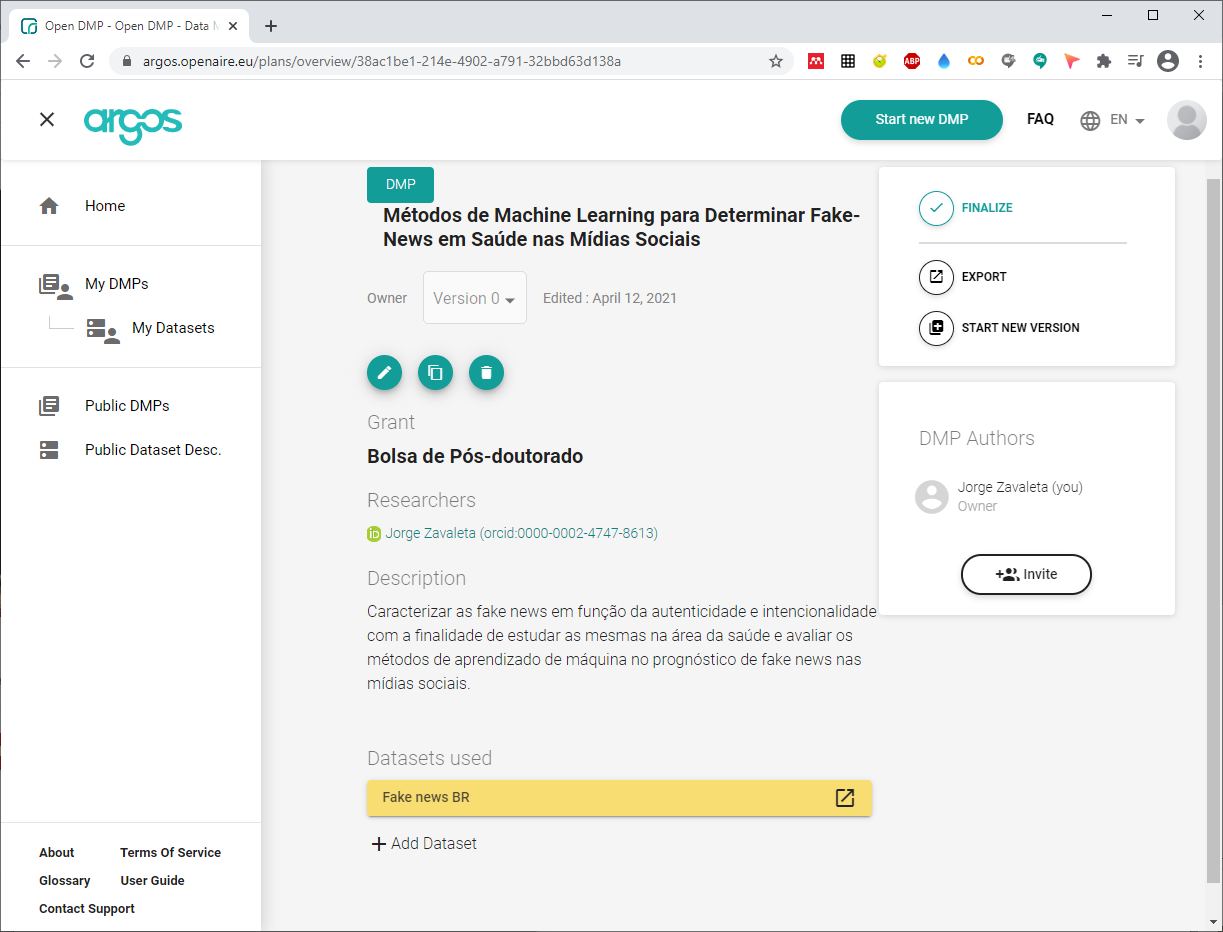 Open DMP - Open DMP - Data M
argos.openaire.eu/plans/overview/38ac1be1-214e-4902-a791-32bbd63d138a
ABP
argos
Start new DMP
FAQ
EN
Home
My DMPs
My Datasets
Public DMPs
Public Dataset Desc.
About
Terms Of Service
Glossary
User Guide
Contact Support
DMP
Métodos de Machine Learning para Determinar Fake-
News em Saúde nas Mídias Sociais
Owner
Version 0
Edited : April 12, 2021
Grant
Bolsa de Pós-doutorado
Researchers
iD Jorge Zavaleta (orcid:0000-0002-4747-8613)
Description
Caracterizar as fake news em função da autenticidade e intencionalidade
com a finalidade de estudar as mesmas na área da saúde e avaliar os
métodos de aprendizado de máquina no prognóstico de fake news nas
mídias sociais.
Datasets used
Fake news BR
Add Dataset
FINALIZE
EXPORT
START NEW VERSION
DMP Authors
Jorge Zavaleta (you)
Owner
Invite